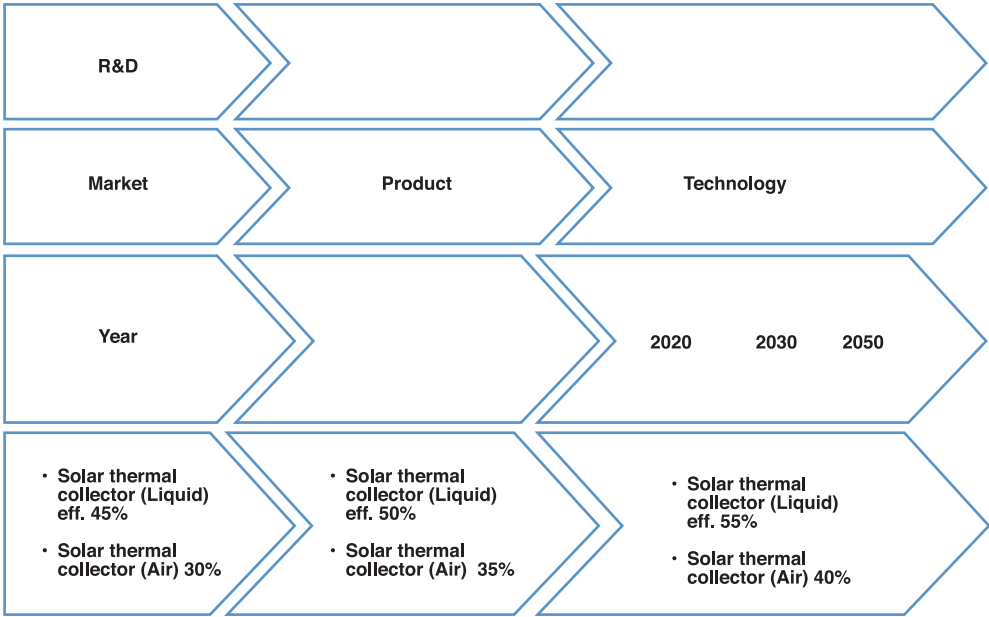 R&D
Market
Product
Technology
Year
2020 2030 2050
· Solar thermal
collector (Liquid)
eff. 45%
· Solar thermal
collector (Air) 30%
· Solar thermal
collector (Liquid)
eff. 50%
· Solar thermal
collector (Air) 35%
· Solar thermal
collector (Liquid)
eff. 55%
· Solar thermal
collector (Air) 40%